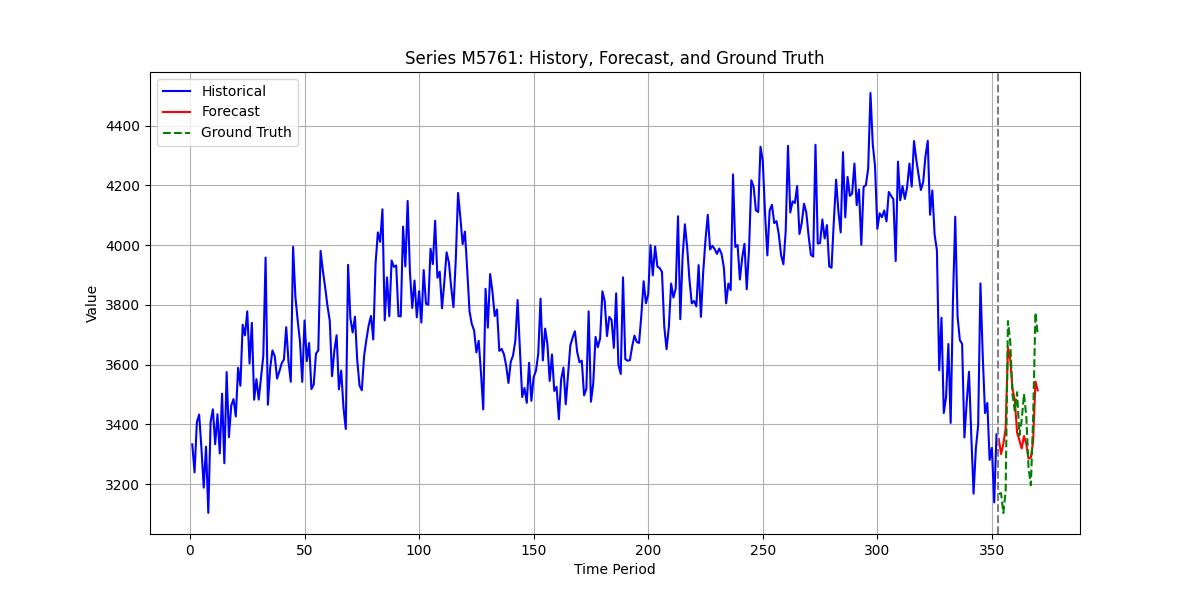 Series M5761: History, Forecast, and Ground Truth
Historical
Forecast
Ground Truth
4400
4200
4000
3800
3600
3400
3200
Value
0 50 100 150 200 250 300 350
Time Period